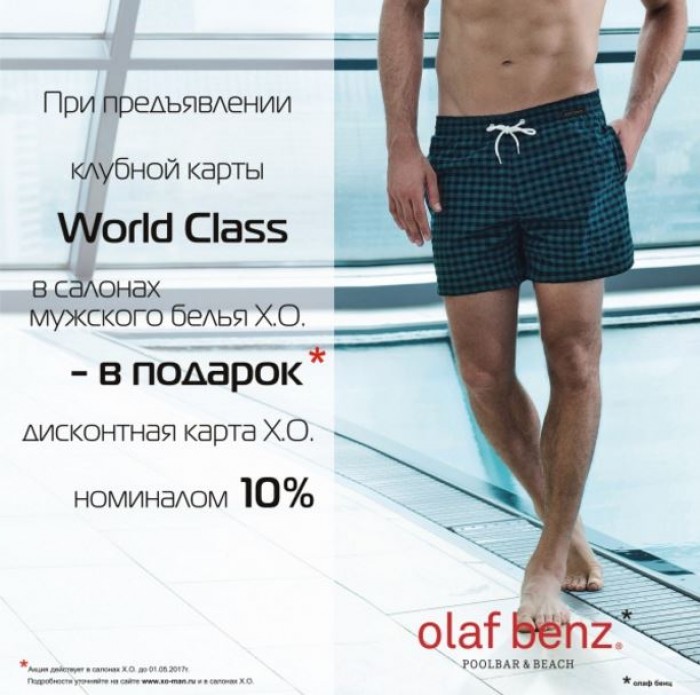 При предъявлении
клубной карты
World Class
в салонах
мужского белья Х.О.
- в подарок*
дисконтная карта Х.О.
номиналом 10%
olaf benz®*
POOLBAR & BEACH
*Акция действует в салонах Х.О. до 01.05.2017г.
Подробности уточняйте на сайте www.xo-man.ru и в салонах Х.О.
* олаф бенц